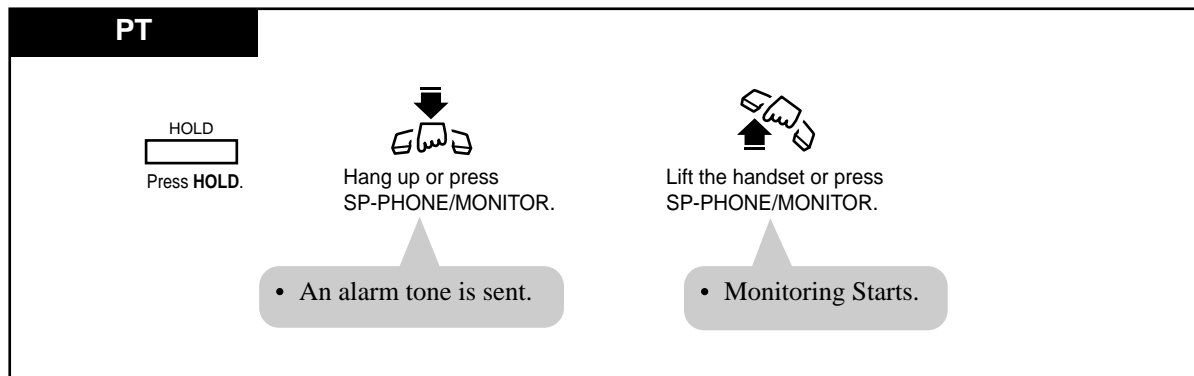 PT
HOLD
Press HOLD.
Hang up or press
SP-PHONE/MONITOR.
Lift the handset or press
SP-PHONE/MONITOR.
• An alarm tone is sent.
• Monitoring Starts.